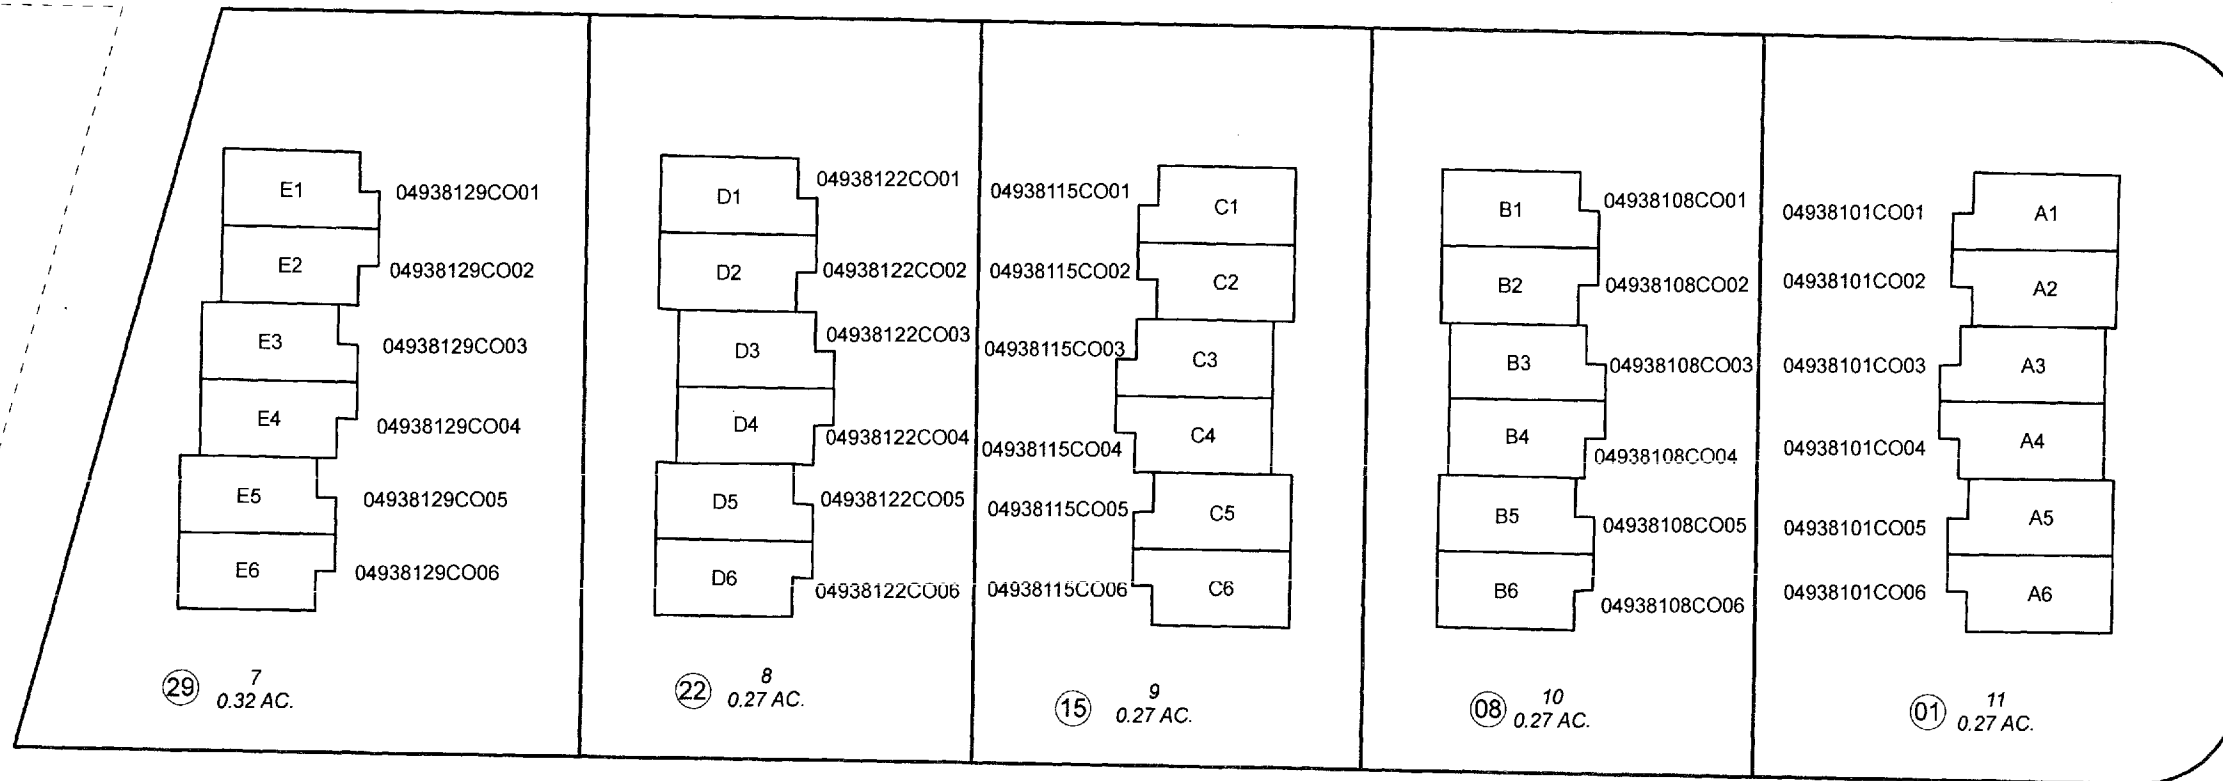 E1 04938129CO01
E2 04938129CO02
E3 04938129CO03
E4 04938129CO04
E5 04938129CO05
E6 04938129CO06
29 7
0.32 AC.
D1 04938122CO01
D2 04938122CO02
D3 04938122CO03
D4 04938122CO04
D5 04938122CO05
D6 04938122CO06
22 8
0.27 AC.
04938115CO01 C1
04938115CO02 C2
04938115CO03 C3
04938115CO04 C4
04938115CO05 C5
04938115CO06 C6
15 9
0.27 AC.
B1 04938108CO01
B2 04938108CO02
B3 04938108CO03
B4 04938108CO04
B5 04938108CO05
B6 04938108CO06
08 10
0.27 AC.
04938101CO01 A1
04938101CO02 A2
04938101CO03 A3
04938101CO04 A4
04938101CO05 A5
04938101CO06 A6
01 11
0.27 AC.